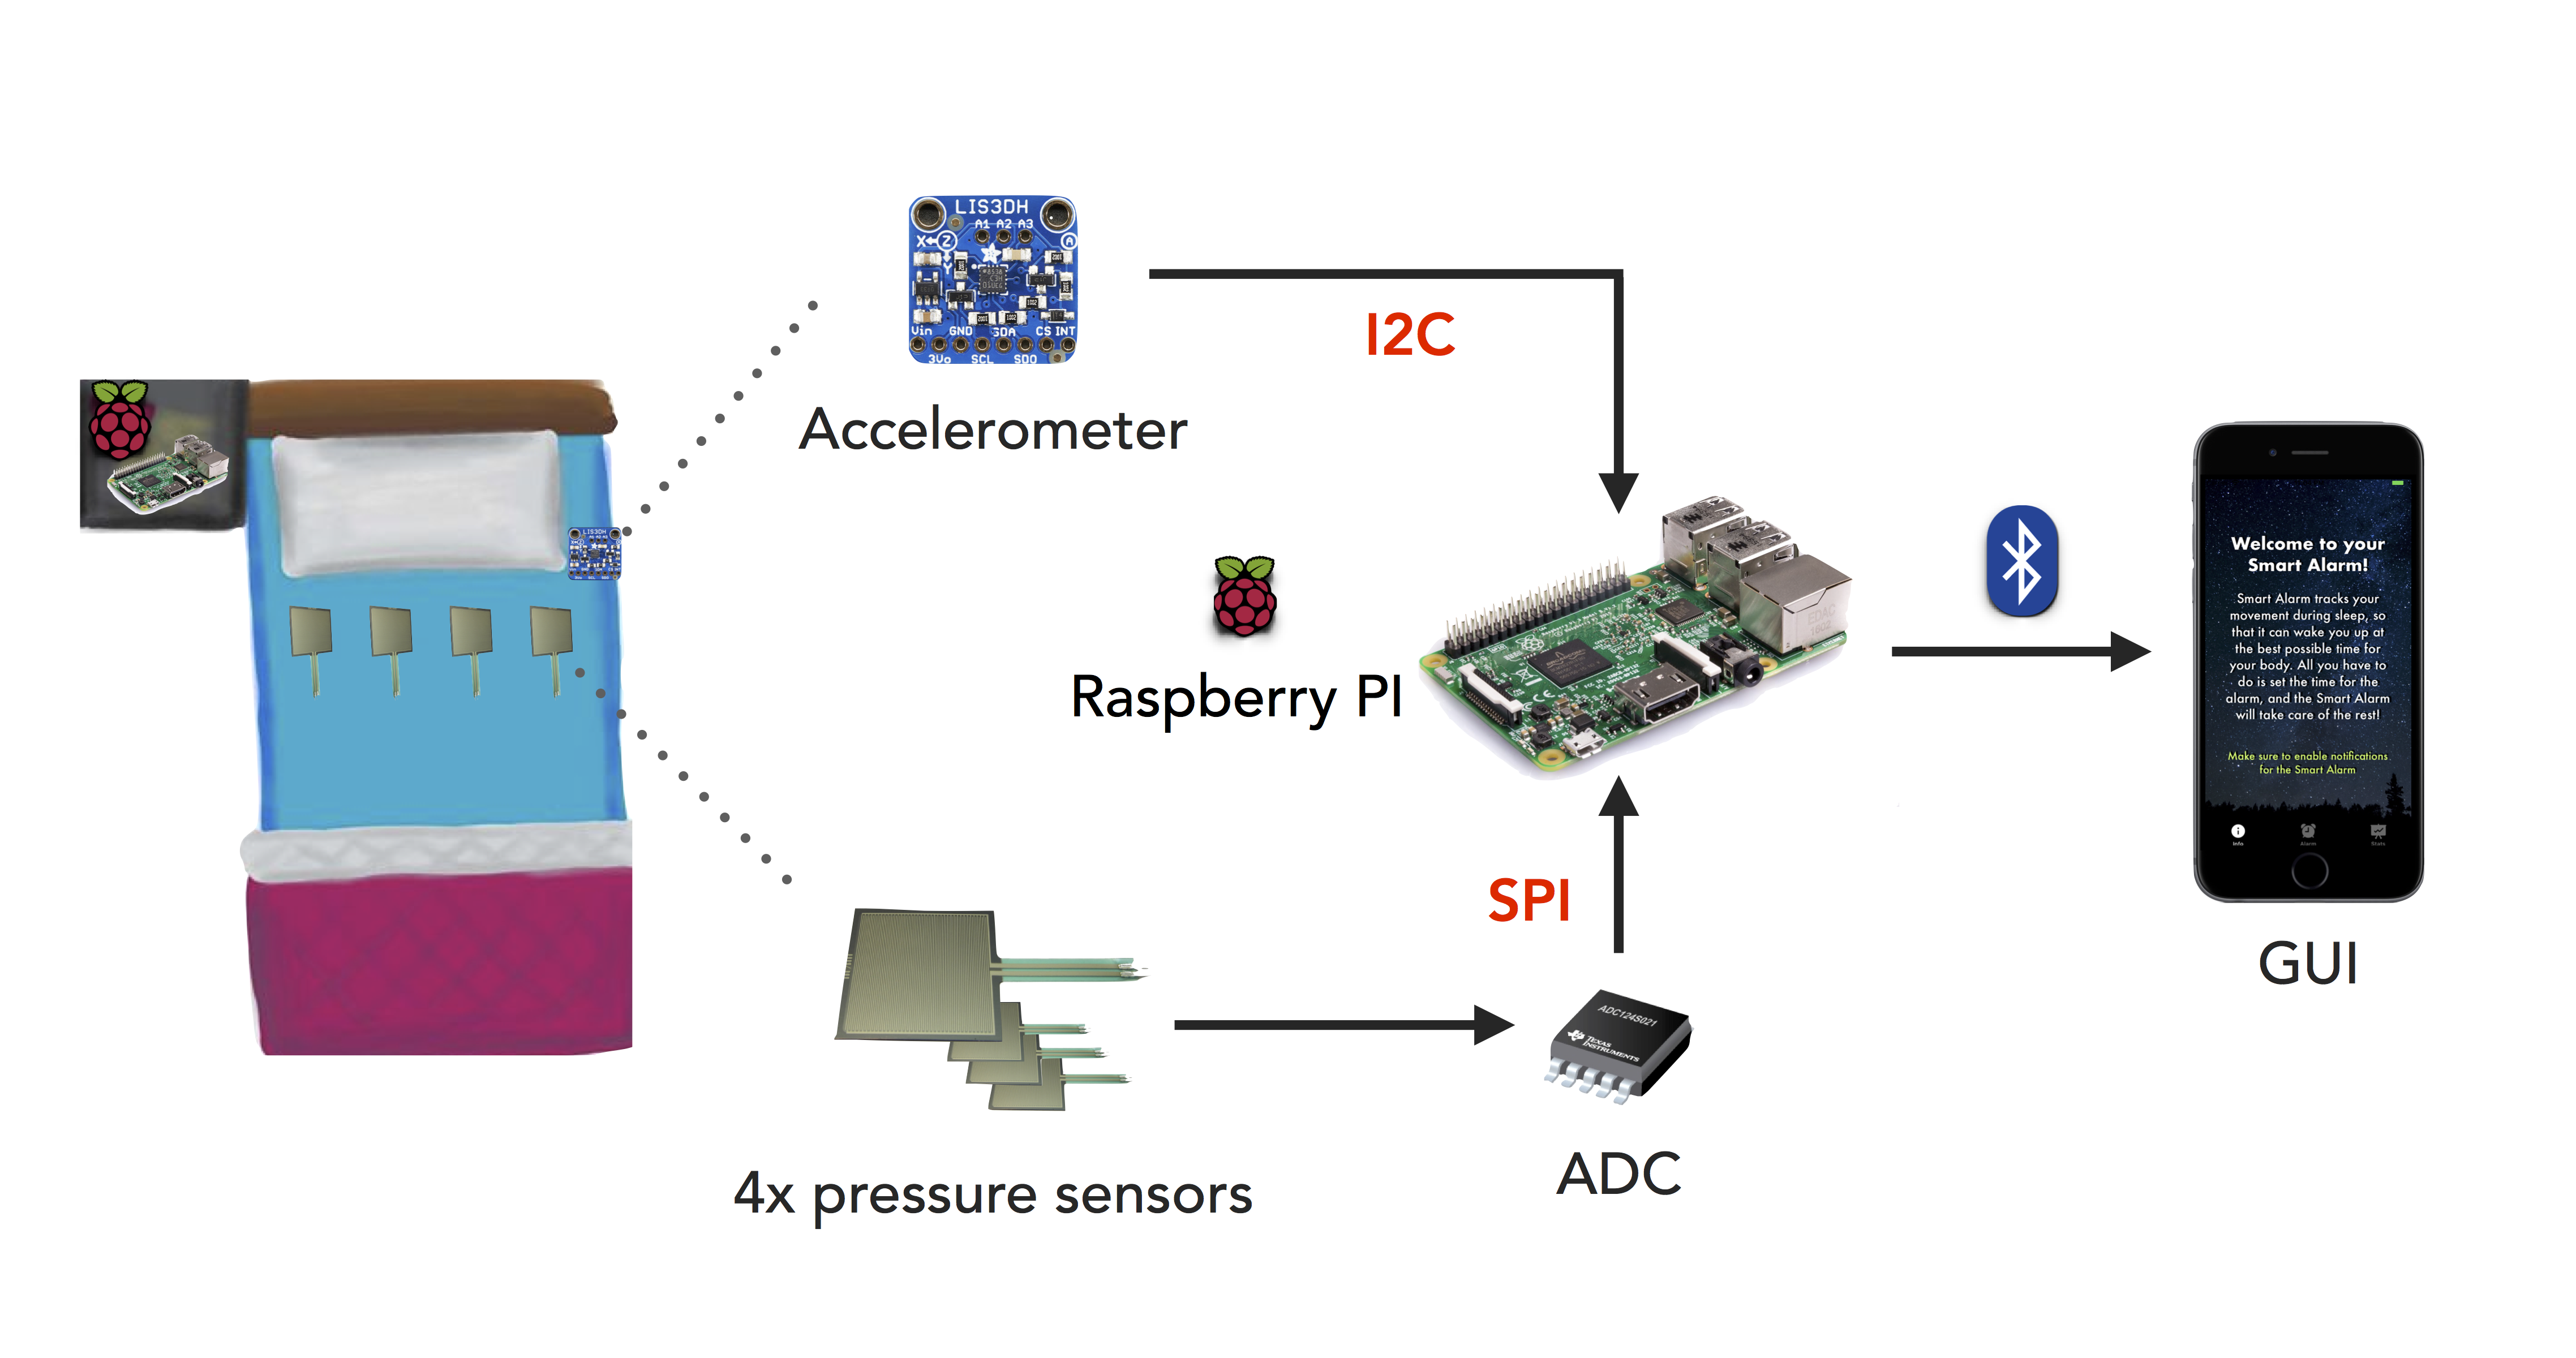 LIS3DH
A1 A2 A3
X
Z
Y
A
Vin GND SDA CS INT
3Vo SCL SDO
Accelerometer
I2C
Raspberry PI
Welcome to your
Smart Alarm!
Smart Alarm tracks your
movement during sleep, so
that it can wake you up at
the best possible time for
your body. All you have to
do is set the time for the
alarm, and the Smart Alarm
will take care of the rest!
Make sure to enable notifications
for the Smart Alarm
Info Alarm Stats
GUI
SPI
ADC124S021
TEXAS
INSTRUMENTS
ADC
4x pressure sensors